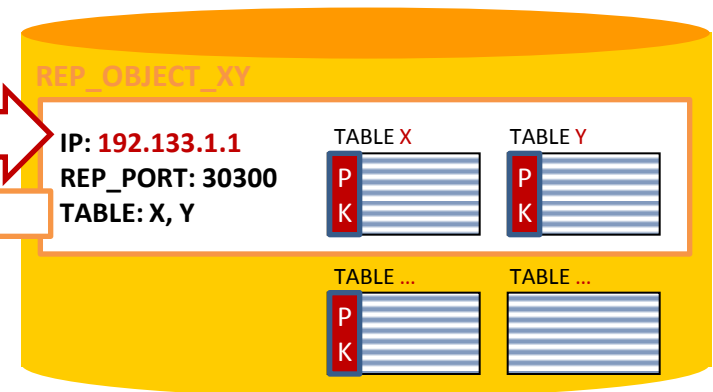 REP_OBJECT_XY
IP: 192.133.1.1
REP_PORT: 30300
TABLE: X, Y
TABLE X
P
K
TABLE Y
P
K
TABLE ...
P
K
TABLE ...